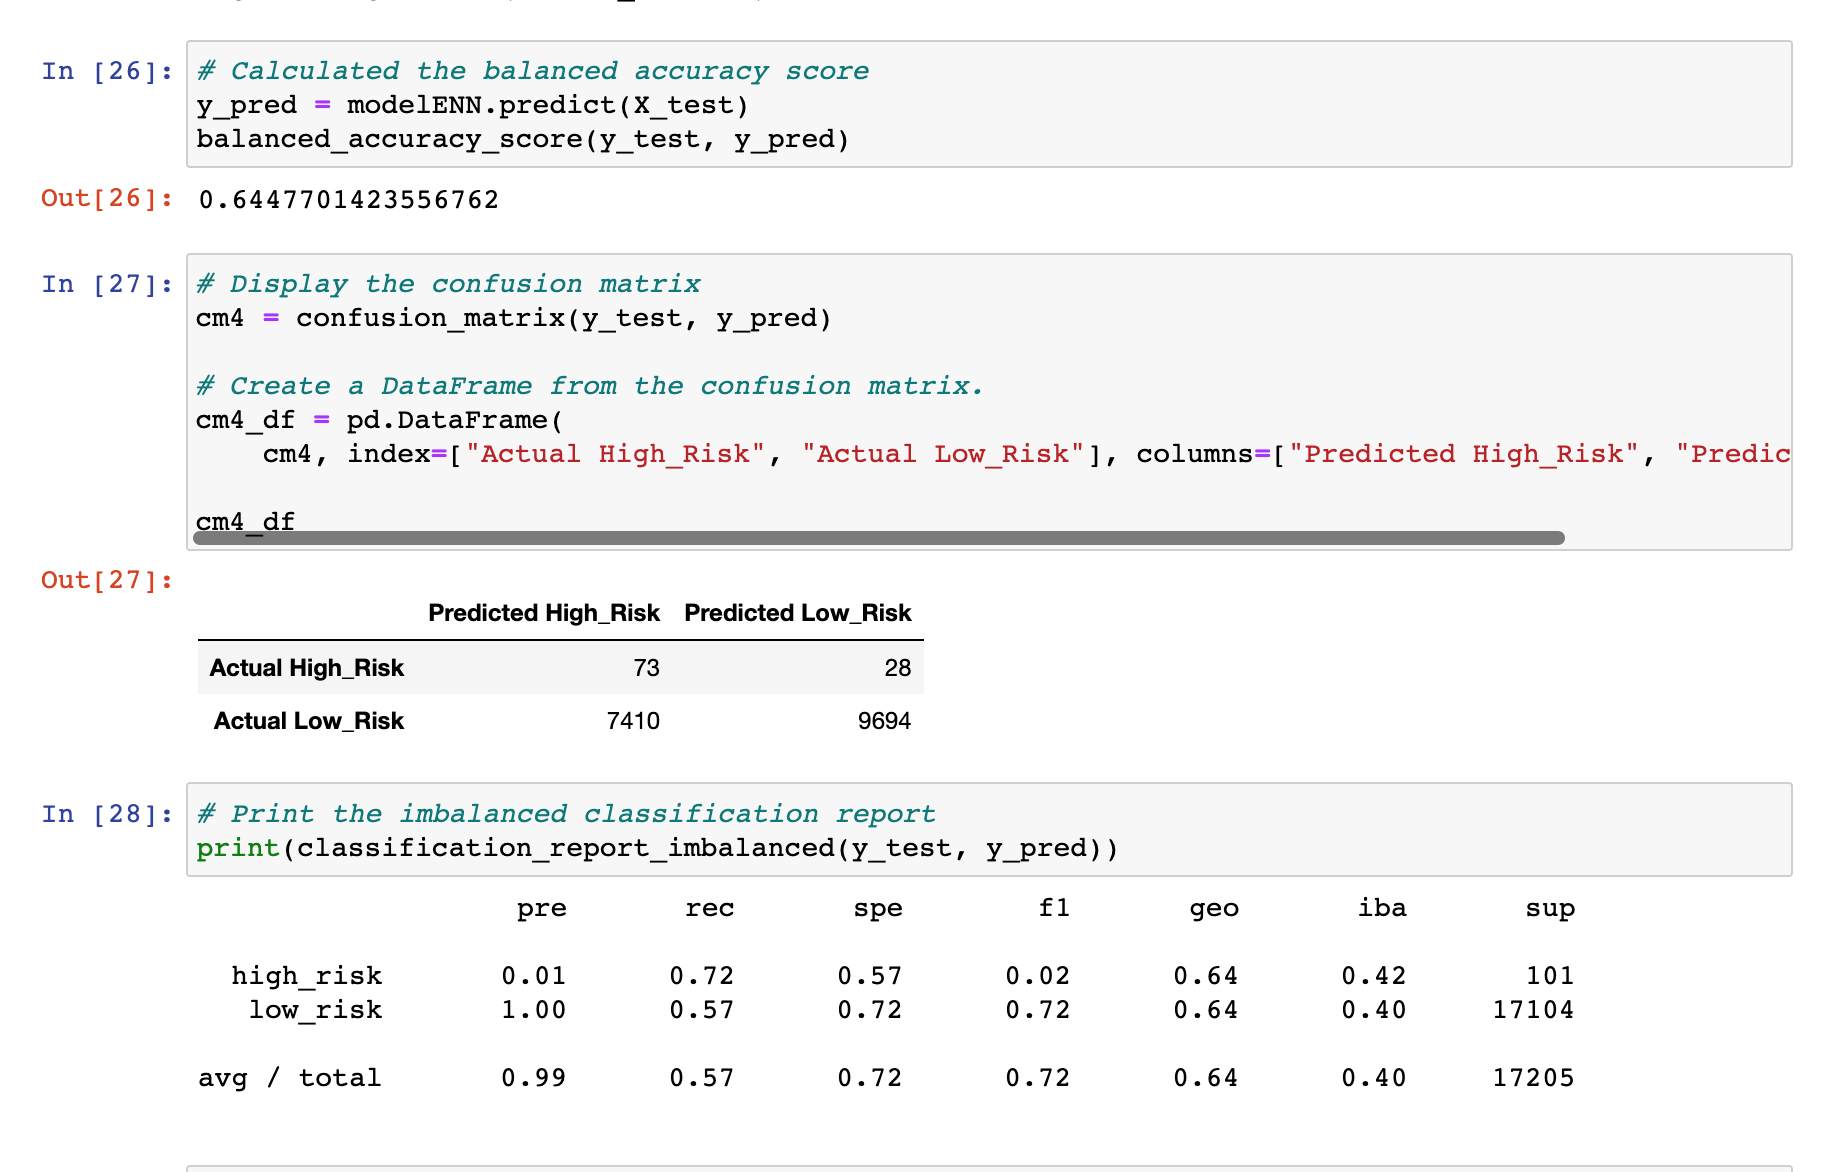 In [26]: # Calculated the balanced accuracy score
y_pred = modelENN.predict(X_test)
balanced_accuracy_score(y_test, y_pred)
Out[26]: 0.6447701423556762
In [27]: # Display the confusion matrix
cm4 = confusion_matrix(y_test, y_pred)
# Create a DataFrame from the confusion matrix.
cm4_df = pd.DataFrame(
cm4, index=["Actual High_Risk", "Actual Low_Risk"], columns=["Predicted High_Risk", "Predic
cm4_df
Out[27]:
Predicted High_Risk Predicted Low_Risk
Actual High_Risk 73 28
Actual Low_Risk 7410 9694
In [28]: # Print the imbalanced classification report
print(classification_report_imbalanced(y_test, y_pred))
pre rec spe f1 geo iba sup
high_risk 0.01 0.72 0.57 0.02 0.64 0.42 101
low_risk 1.00 0.57 0.72 0.72 0.64 0.40 17104
avg / total 0.99 0.57 0.72 0.72 0.64 0.40 17205